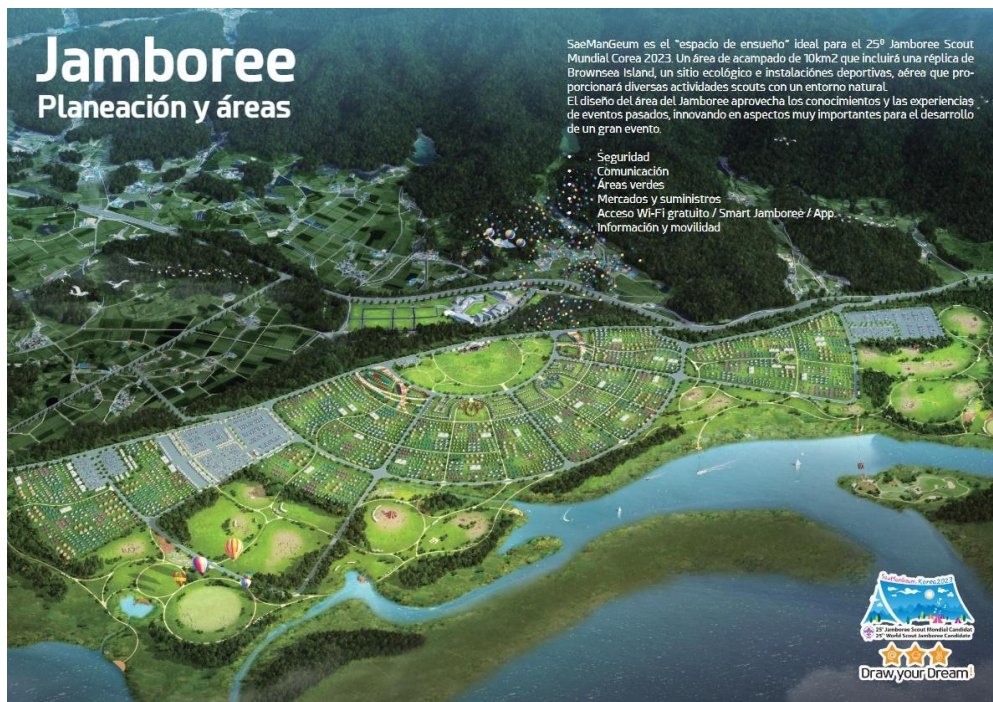 Jamboree
Planeación y áreas
SaeManGeum es el "espacio de ensueño" ideal para el 25º Jamboree Scout
Mundial Corea 2023. Un área de acampado de 10km2 que incluirá una réplica de
Brownsea Island, un sitio ecológico e instalaciónes deportivas, aérea que pro-
porcionará diversas actividades scouts con un entorno natural.
El diseño del área del Jamboree aprovecha los conocimientos y las experiencias
de eventos pasados, innovando en aspectos muy importantes para el desarrollo
de un gran evento.
Seguridad
Comunicación
Áreas verdes
Mercados y suministros
Acceso Wi-Fi gratuito / Smart Jamboree / App.
Información y movilidad
SaeManGeum, Korea 2023
25º Jamboree Scout Mondial Candidat
25th World Scout Jamboree Candidate
Draw your Dream!